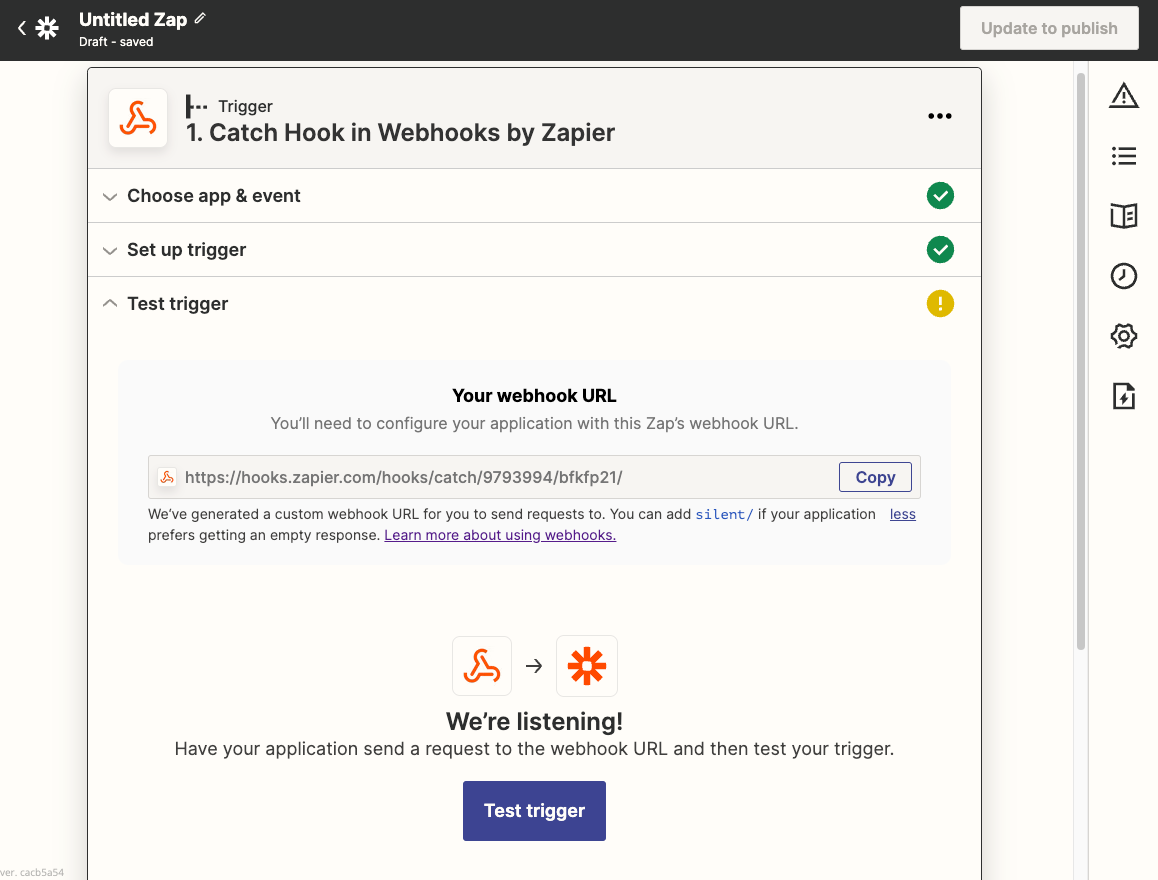 Untitled Zap
Draft - saved
Update to publish
Trigger
1. Catch Hook in Webhooks by Zapier
Choose app & event
Set up trigger
Test trigger
Your webhook URL
You’ll need to configure your application with this Zap’s webhook URL.
https://hooks.zapier.com/hooks/catch/9793994/bfkfp21/
Copy
We’ve generated a custom webhook URL for you to send requests to. You can add silent/ if your application less
prefers getting an empty response. Learn more about using webhooks.
We’re listening!
Have your application send a request to the webhook URL and then test your trigger.
Test trigger
ver. cacb5a54